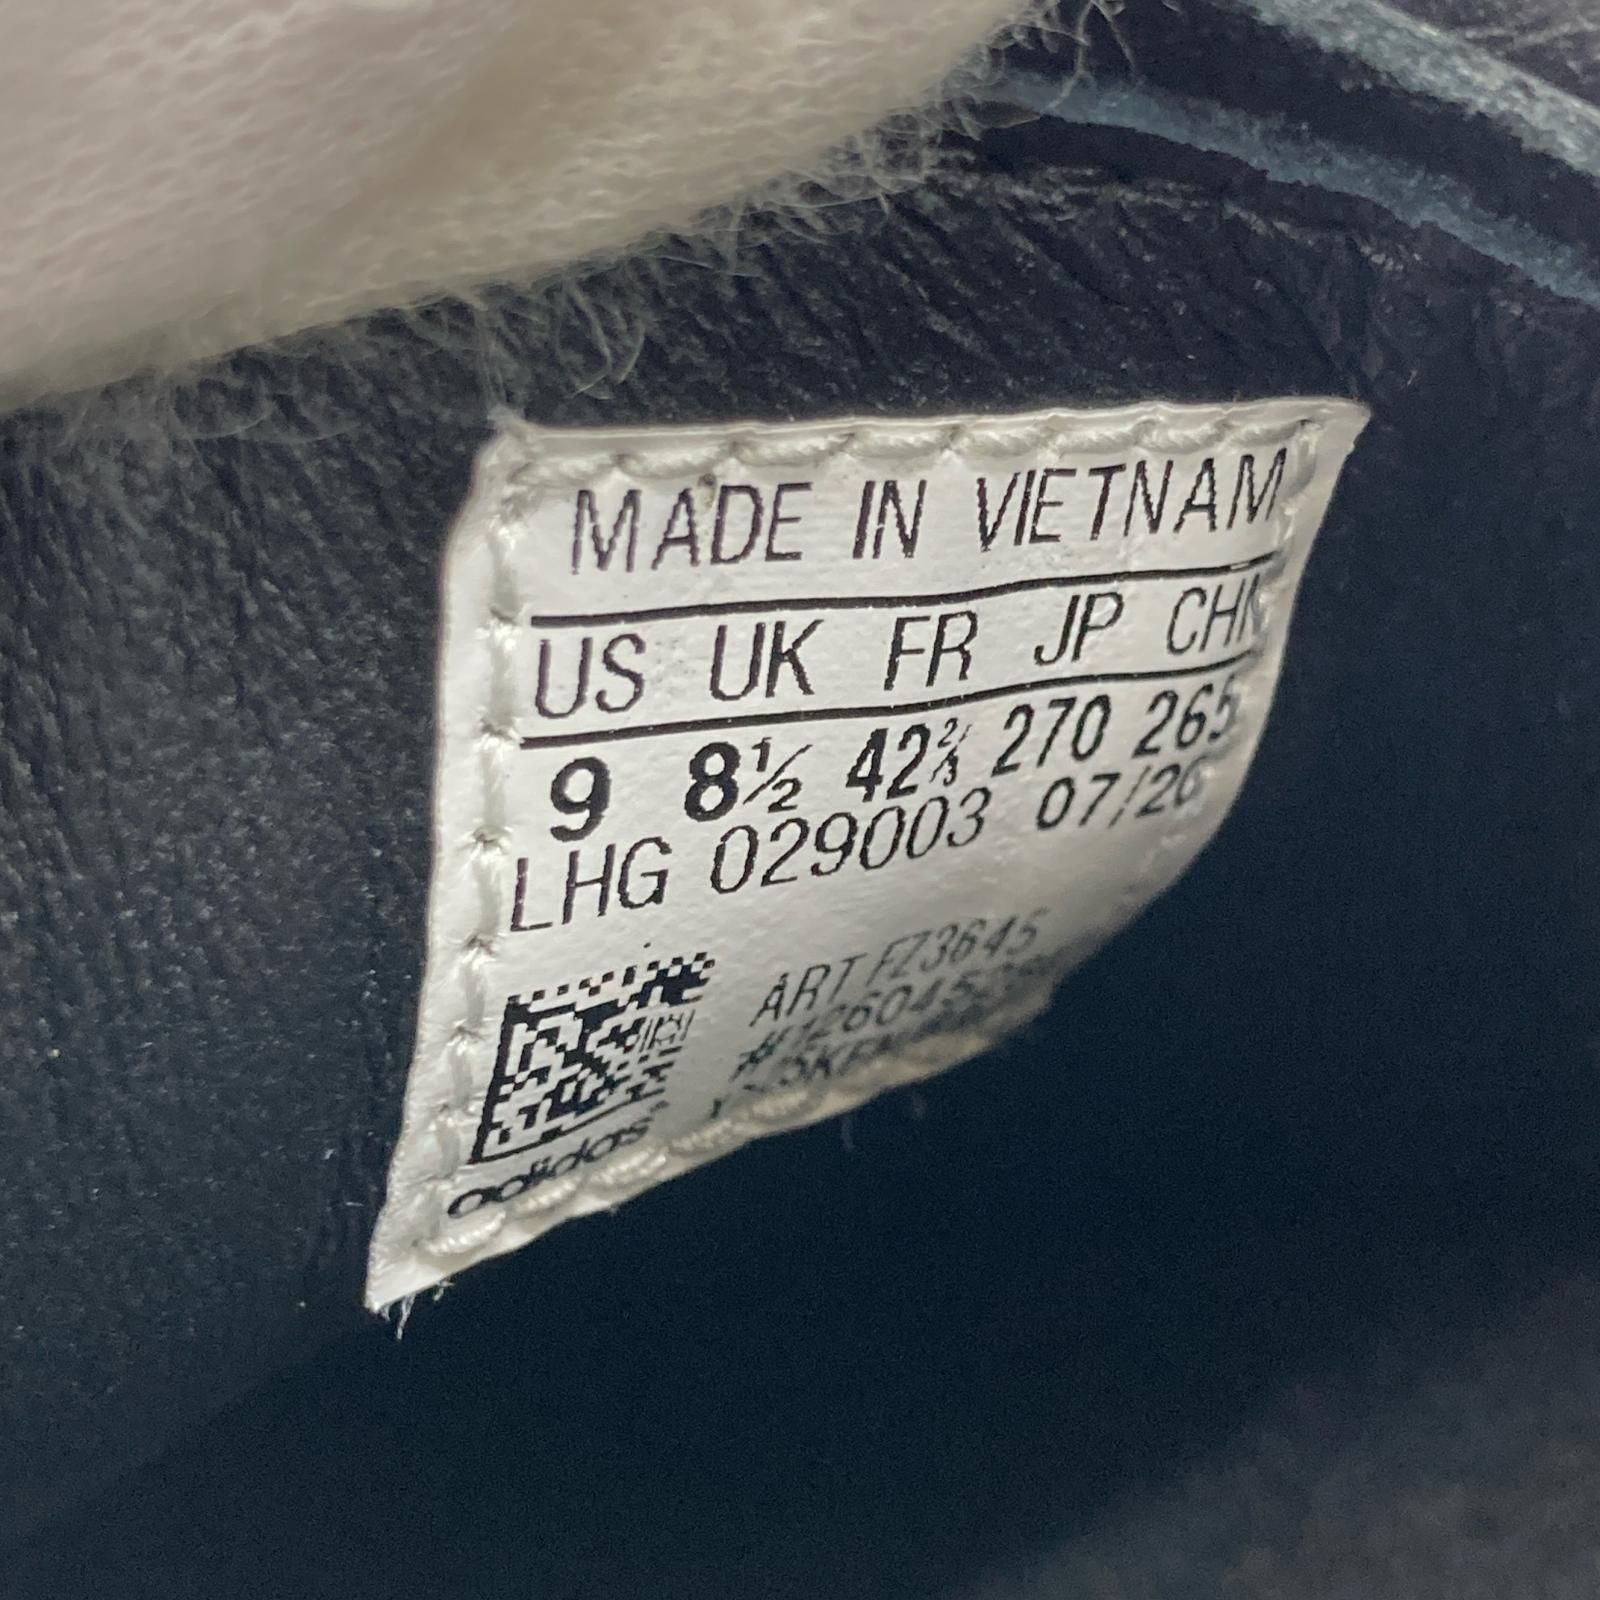 MADE IN VIETNAM
US UK FR JP CHN
9 8½ 42⅔ 270 265
LHG 029003 07/20
ART FZ3645
adidas